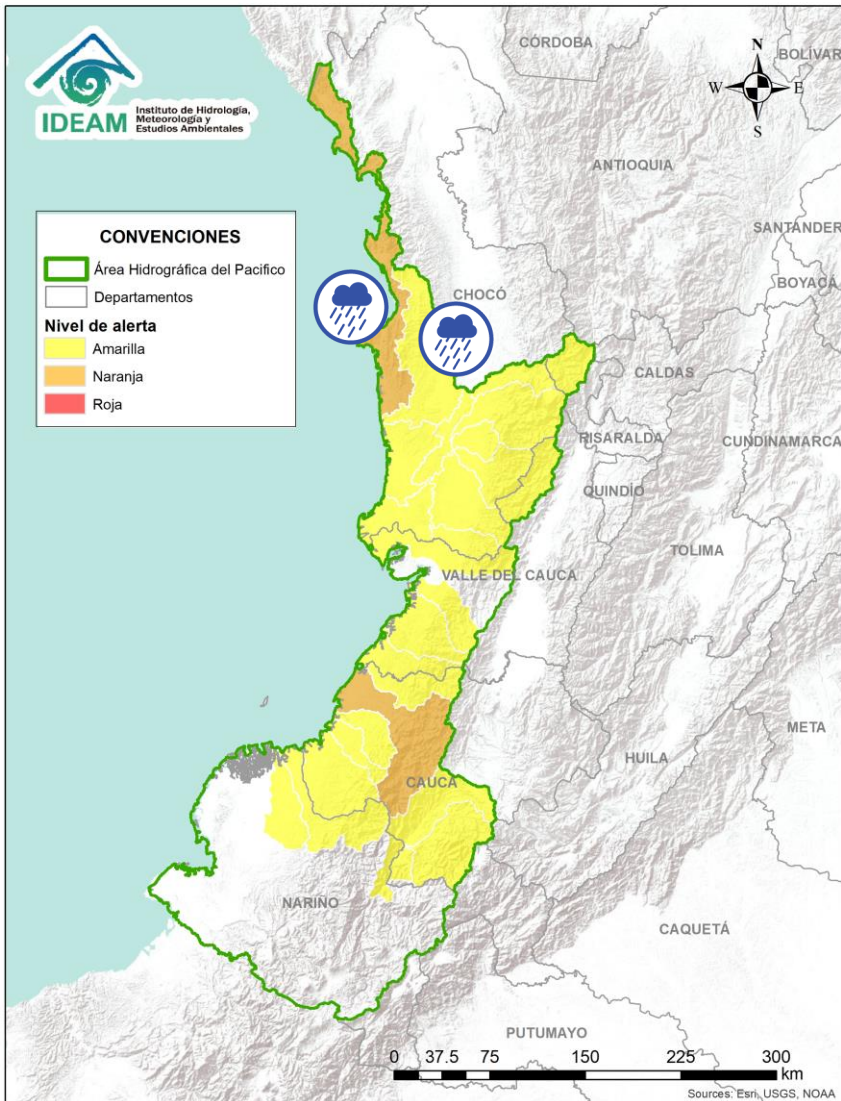 IDEAM
Instituto de Hidrología,
Meteorología y
Estudios Ambientales
CONVENCIONES
Área Hidrográfica del Pacifico
Departamentos
Nivel de alerta
Amarilla
Naranja
Roja
N
W E
S
CÓRDOBA
BOLÍVAR
ANTIOQUIA
SANTANDER
BOYACÁ
CHOCÓ
CALDAS
RISARALDA
CUNDINAMARCA
QUINDÍO
TOLIMA
VALLE DEL CAUCA
META
HUILA
CAUCA
NARIÑO
CAQUETÁ
PUTUMAYO
0 37.5 75 150 225 300
km
Sources: Esri, USGS, NOAA